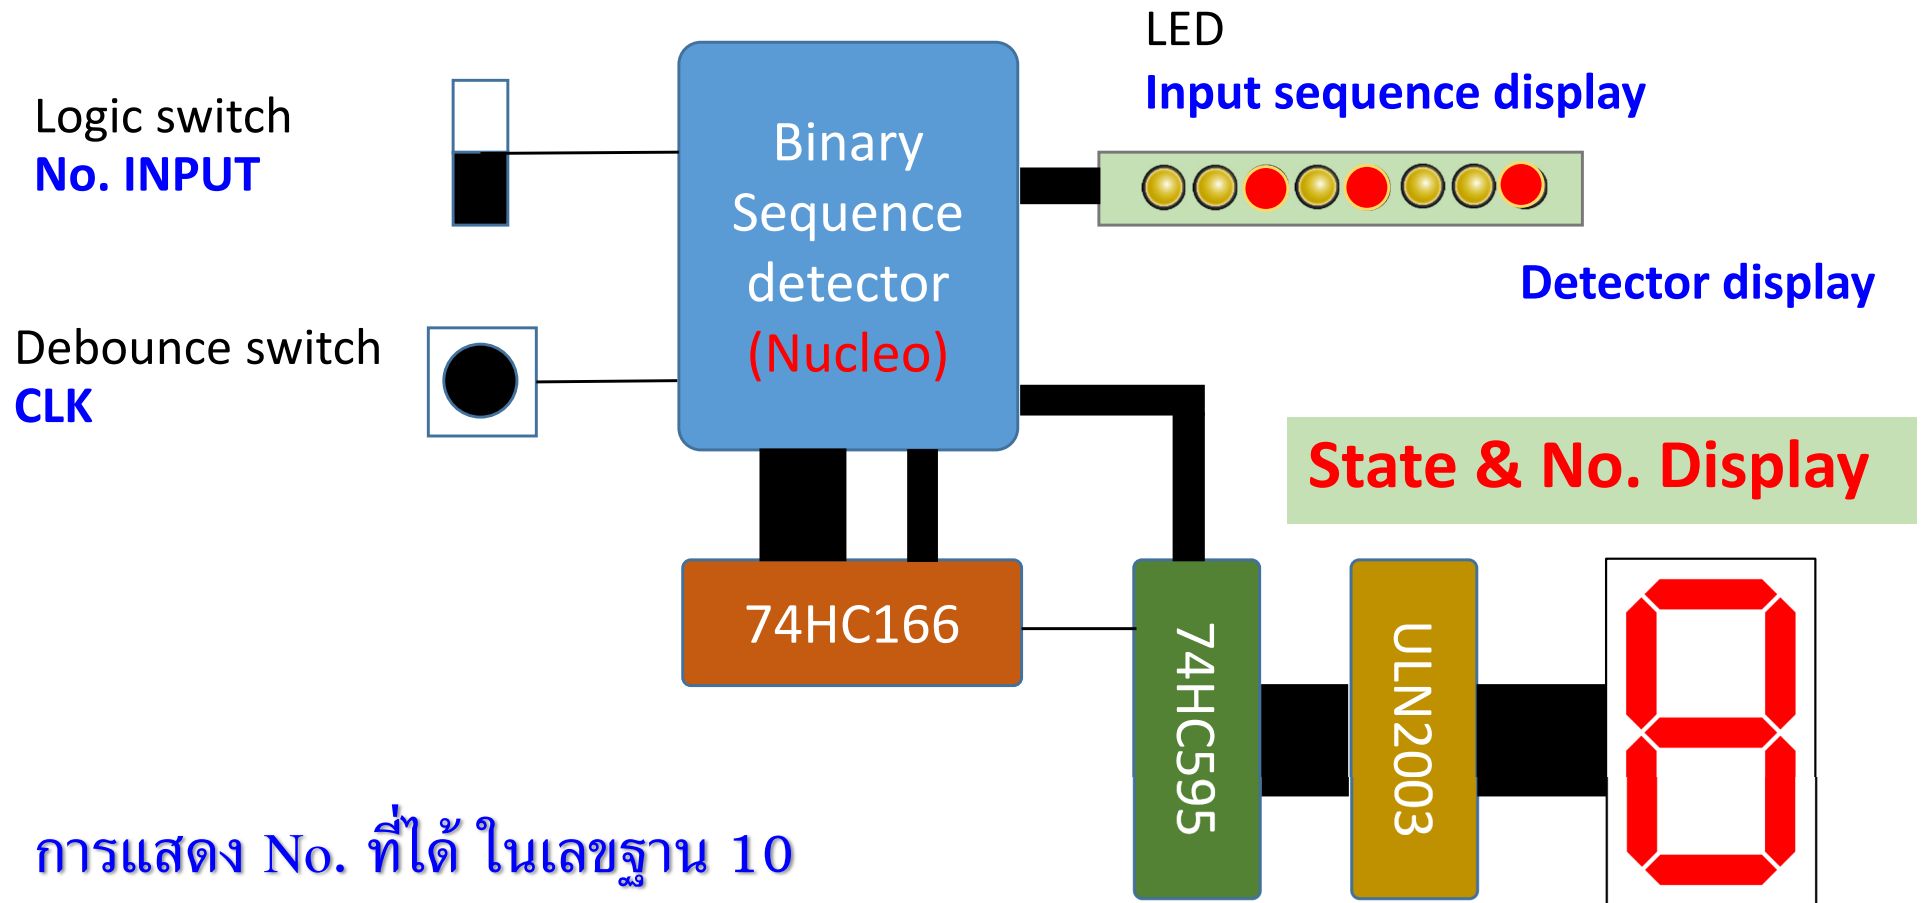 LED
Input sequence display
Logic switch
No. INPUT
Binary
Sequence
detector
(Nucleo)
Detector display
Debounce switch
CLK
State & No. Display
74HC166
74HC595
ULN2003
การแสดง No. ที่ได้ ในเลขฐาน 10